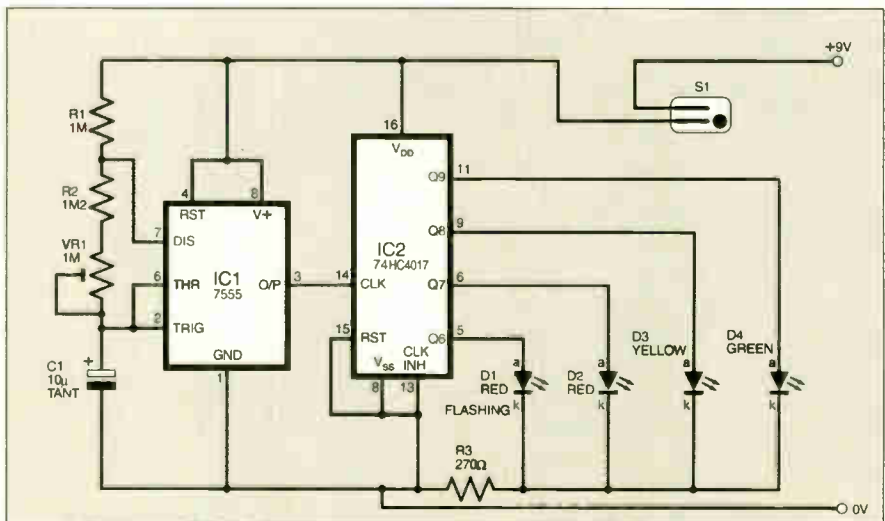 +9V
S1
R1
1M
16
VDD
11
Q9
R2
1M2
4
8
RST
V+
9
Q8
VR1
1M
7
DIS
IC2
74HC4017
6
THR
IC1
7555
O/P
3
14
CLK
6
Q7
2
TRIG
15
RST
5
Q6
D3
YELLOW
D4
GREEN
C1
10µ
TANT
+
GND
1
VSS
8
CLK
INH
13
a
a
a
a
D1
RED
D2
RED
k
k
k
k
FLASHING
R3
270Ω
0V